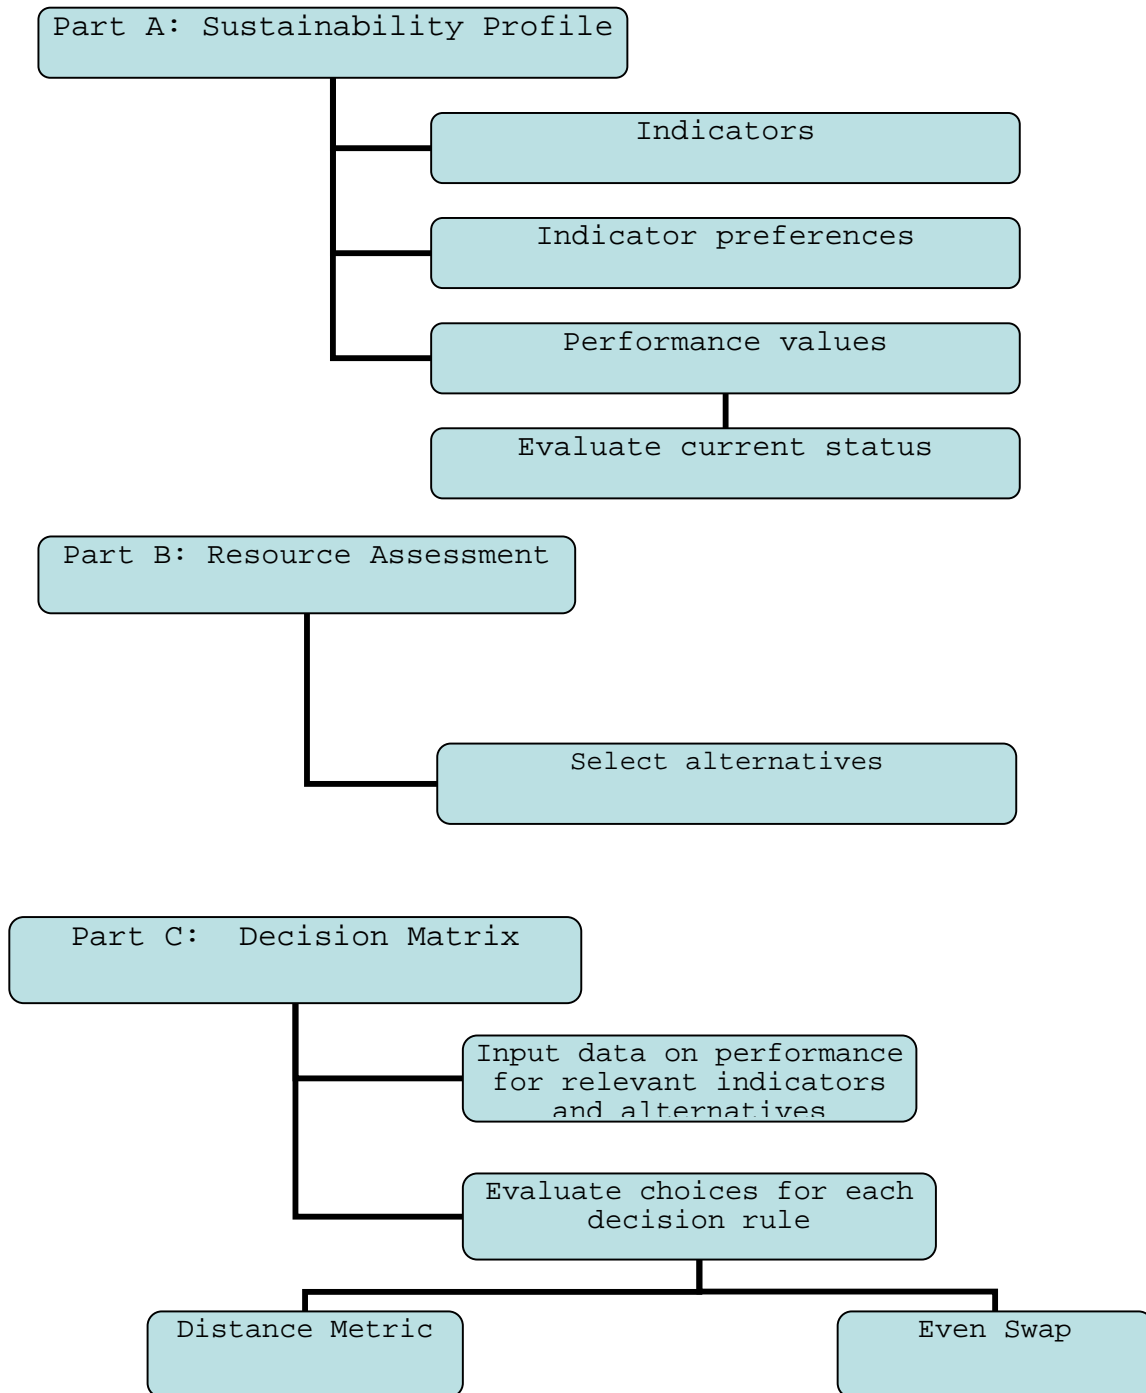 Part A: Sustainability Profile
Indicators
Indicator preferences
Performance values
Evaluate current status
Part B: Resource Assessment
Select alternatives
Part C:  Decision Matrix
Input data on performance
for relevant indicators
and alternatives
Evaluate choices for each
decision rule
Distance Metric
Even Swap